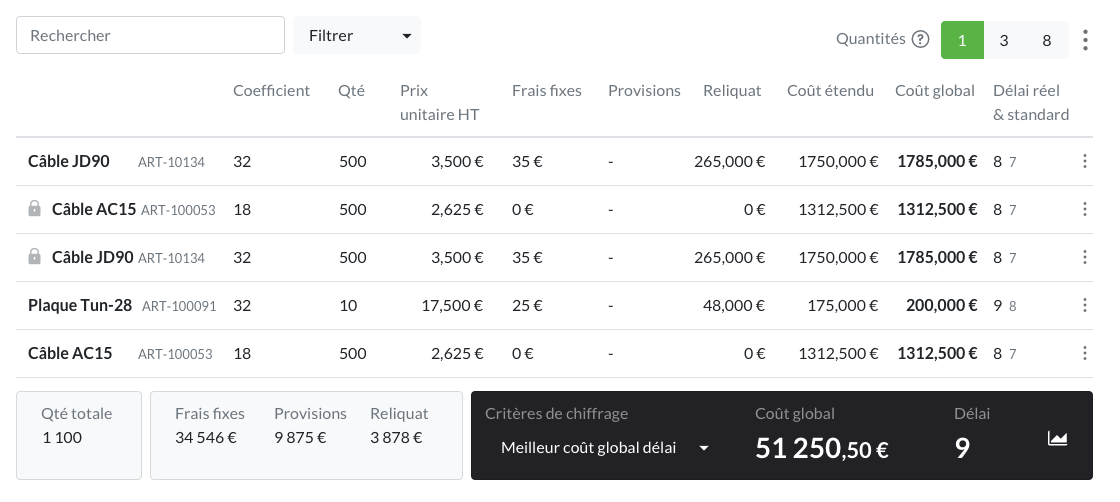 Rechercher Filtrer Quantités ? 1 3 8
Coefficient Qté Prix unitaire HT Frais fixes Provisions Reliquat Coût étendu Coût global Délai réel & standard
Câble JD90 ART-10134 32 500 3,500 € 35 € - 265,000 € 1750,000 € 1785,000 € 8 7
Câble AC15 ART-100053 18 500 2,625 € 0 € - 0 € 1312,500 € 1312,500 € 8 7
Câble JD90 ART-10134 32 500 3,500 € 35 € - 265,000 € 1750,000 € 1785,000 € 8 7
Plaque Tun-28 ART-100091 32 10 17,500 € 25 € - 48,000 € 175,000 € 200,000 € 9 8
Câble AC15 ART-100053 18 500 2,625 € 0 € - 0 € 1312,500 € 1312,500 € 8 7
Qté totale Frais fixes Provisions Reliquat Critères de chiffrage Coût global Délai
1 100 34 546 € 9 875 € 3 878 € Meilleur coût global délai 51 250,50 € 9